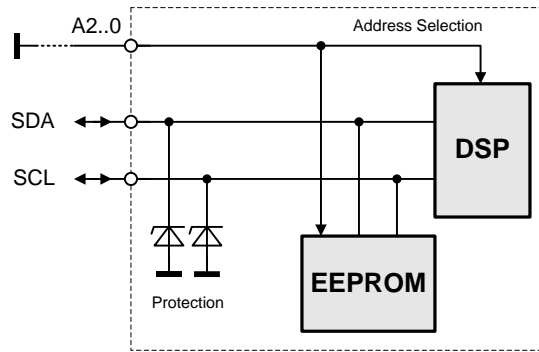 A2..0
Address Selection
SDA
DSP
SCL
EEPROM
Protection